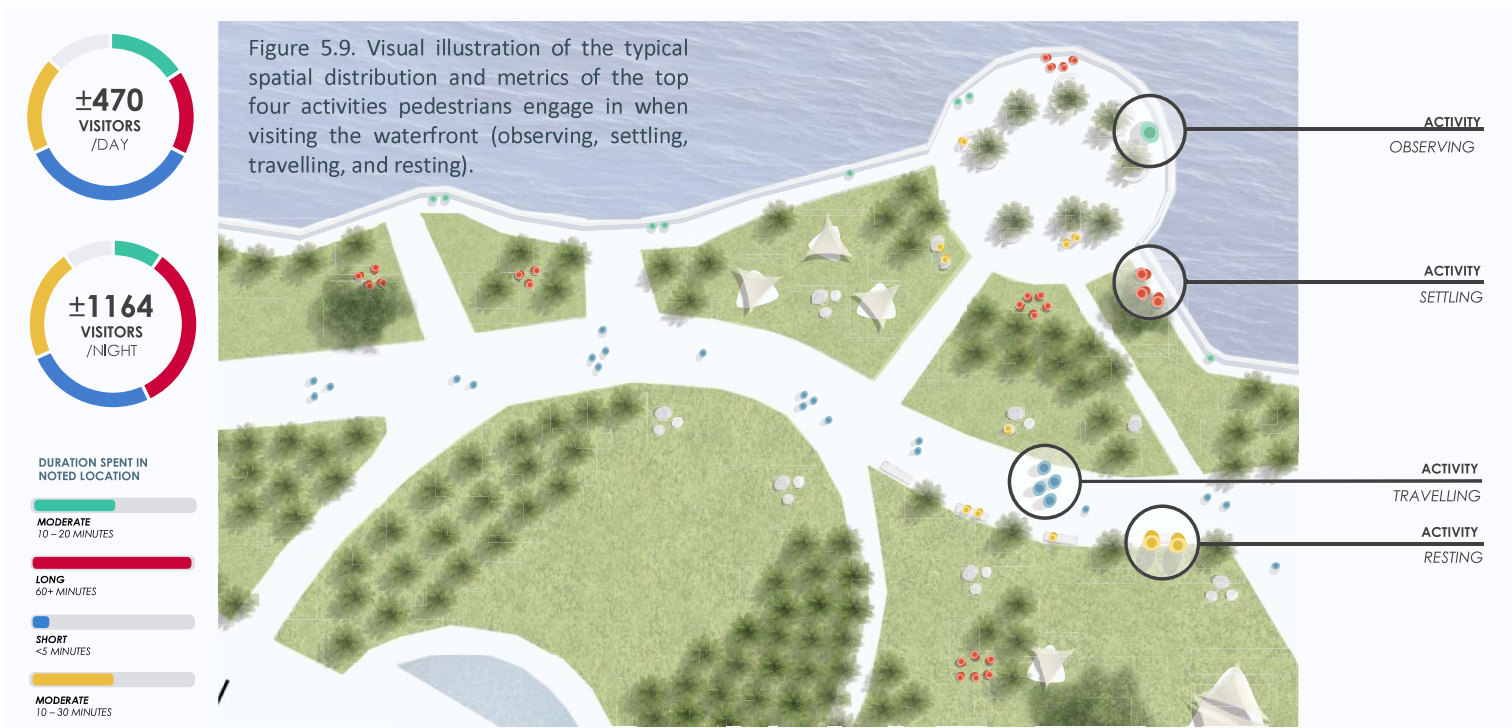 Figure 5.9. Visual illustration of the typical
spatial distribution and metrics of the top
four activities pedestrians engage in when
visiting the waterfront (observing, settling,
travelling, and resting).
±470
VISITORS
/DAY
±1164
VISITORS
/NIGHT
DURATION SPENT IN
NOTED LOCATION
MODERATE
10 – 20 MINUTES
LONG
60+ MINUTES
SHORT
<5 MINUTES
MODERATE
10 – 30 MINUTES
ACTIVITY
OBSERVING
ACTIVITY
SETTLING
ACTIVITY
TRAVELLING
ACTIVITY
RESTING